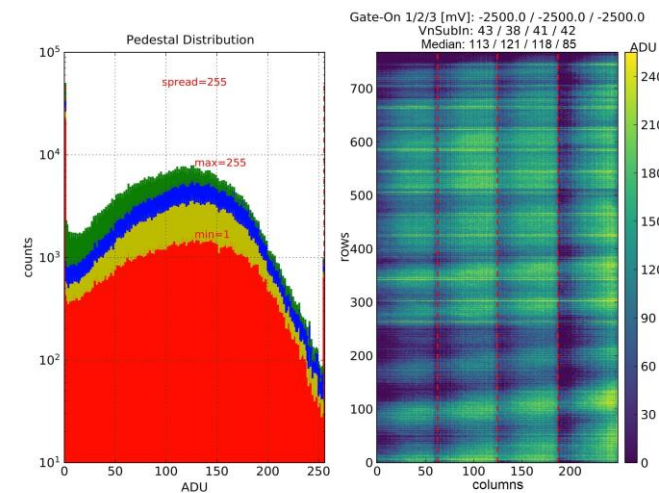 Gate-On 1/2/3 [mV]: -2500.0 / -2500.0 / -2500.0
VnSubIn: 43 / 38 / 41 / 42
Median: 113 / 121 / 118 / 85
Pedestal Distribution
spread=255
max=255
min=1
counts
10^5
10^4
10^3
10^2
10^1
0 50 100 150 200 250
ADU
rows
700
600
500
400
300
200
100
0
0 50 100 150 200
columns
ADU
240
210
180
150
120
90
60
30
0